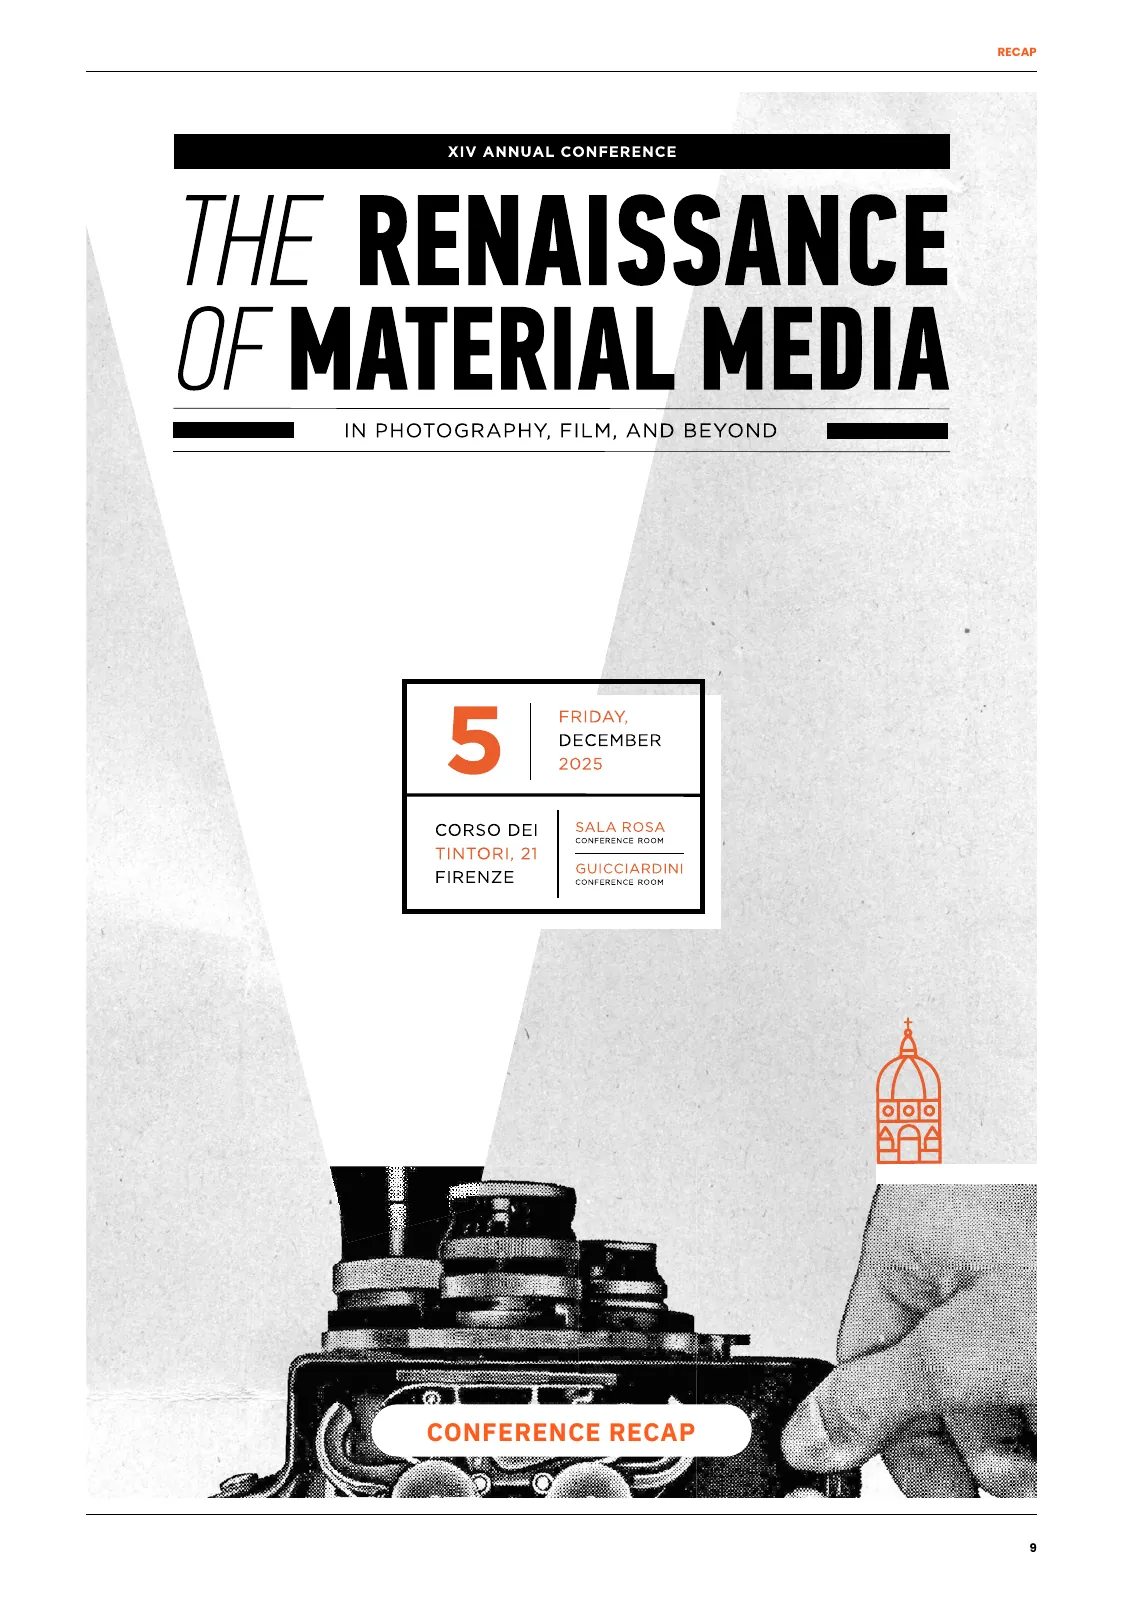 RECAP
XIV ANNUAL CONFERENCE
THE RENAISSANCE
OF MATERIAL MEDIA
IN PHOTOGRAPHY, FILM, AND BEYOND
5
FRIDAY,
DECEMBER
2025
CORSO DEI
TINTORI, 21
FIRENZE
SALA ROSA
CONFERENCE ROOM
GUICCIARDINI
CONFERENCE ROOM
CONFERENCE RECAP
9